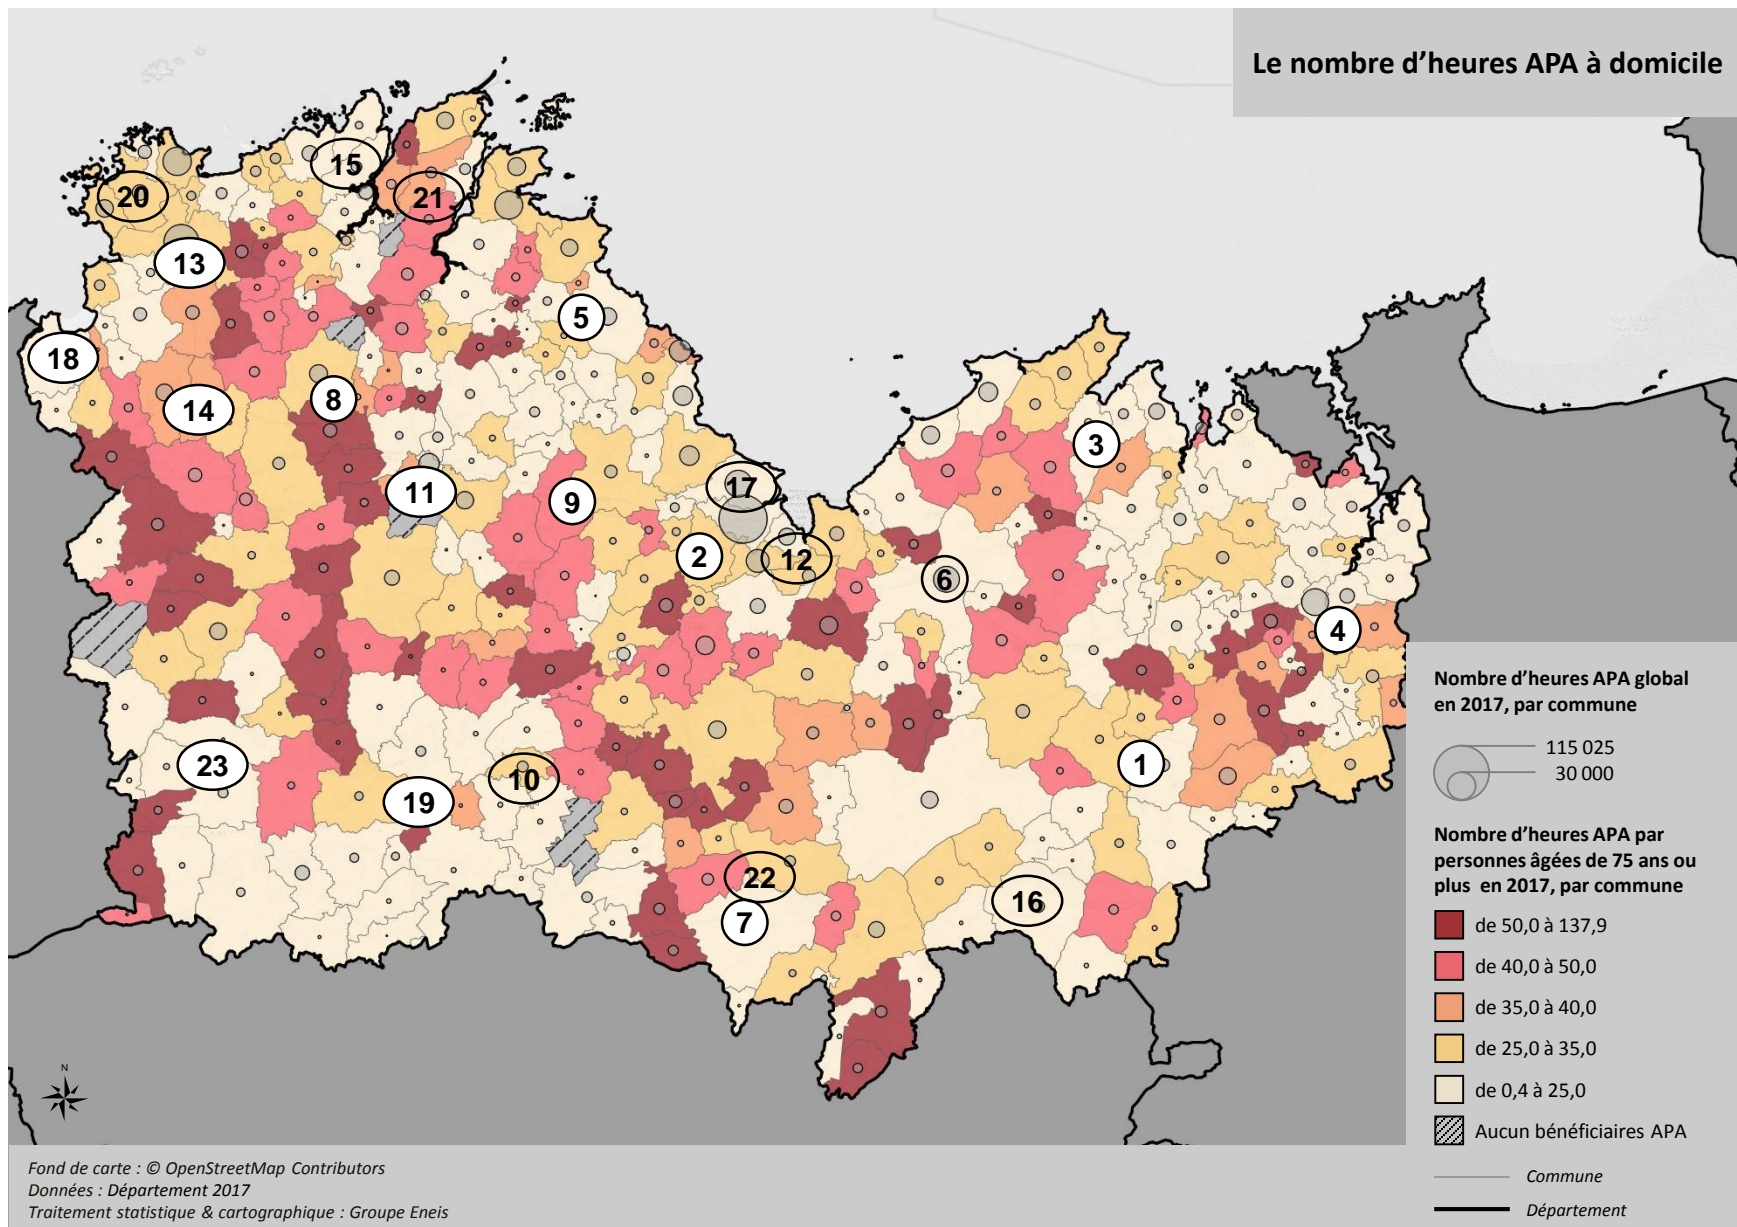 Le nombre d'heures APA à domicile
15
20
21
13
5
18
14
8
3
11
9
17
2
12
6
4
Nombre d'heures APA global
en 2017, par commune
115 025
30 000
23
10
1
19
Nombre d'heures APA par
personnes âgées de 75 ans ou
plus en 2017, par commune
22
16
7
de 50,0 à 137,9
de 40,0 à 50,0
de 35,0 à 40,0
de 25,0 à 35,0
de 0,4 à 25,0
Aucun bénéficiaires APA
N
Commune
Département
Fond de carte : © OpenStreetMap Contributors
Données : Département 2017
Traitement statistique & cartographique : Groupe Eneis